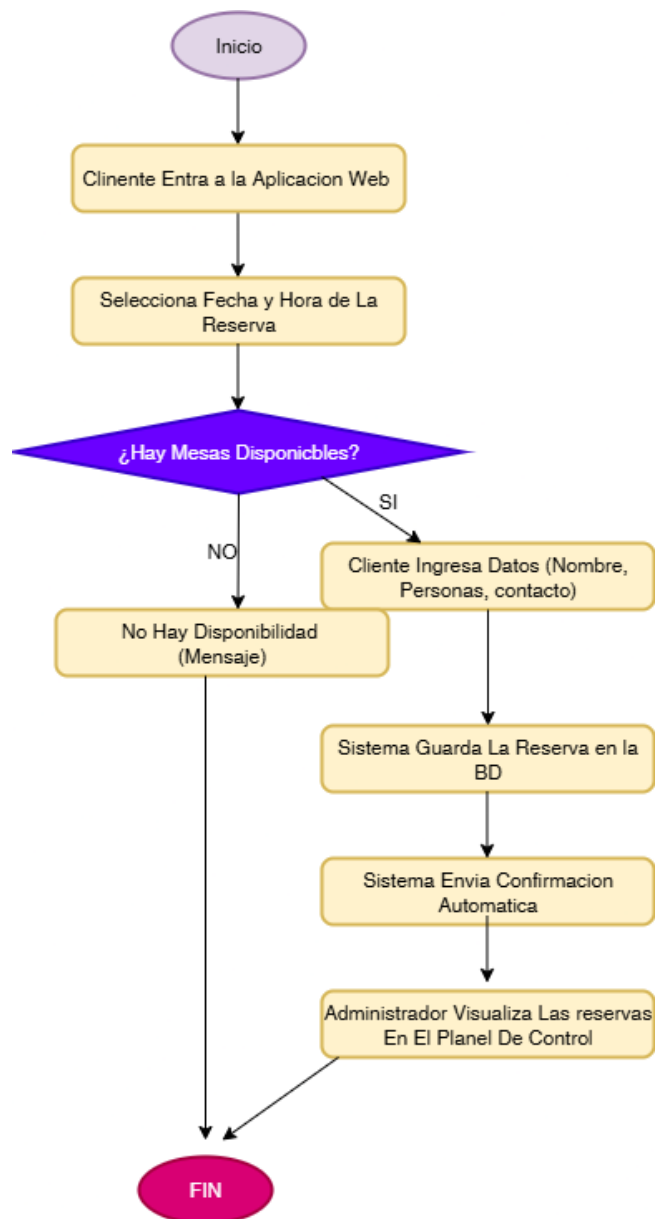 Inicio
Clinente Entra a la Aplicacion Web
Selecciona Fecha y Hora de La
Reserva
¿Hay Mesas Disponicbles?
SI
NO
Cliente Ingresa Datos (Nombre,
Personas, contacto)
No Hay Disponibilidad
(Mensaje)
Sistema Guarda La Reserva en la
BD
Sistema Envia Confirmacion
Automatica
Administrador Visualiza Las reservas
En El Planel De Control
FIN